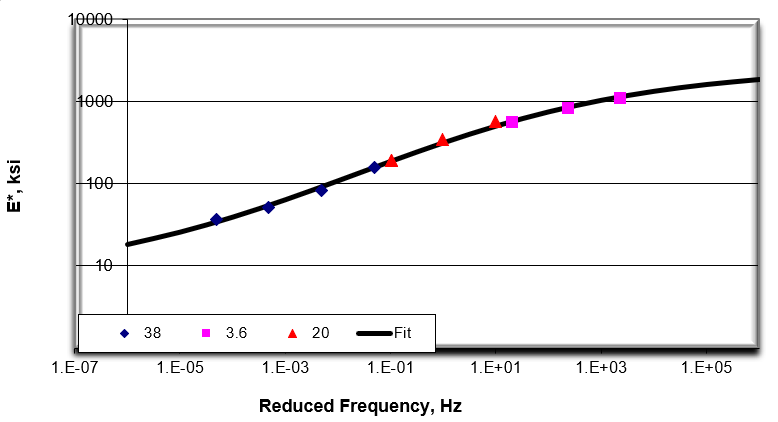 10000
1000
100
10
E*, ksi
38 3.6 20 Fit
1.E-07 1.E-05 1.E-03 1.E-01 1.E+01 1.E+03 1.E+05
Reduced Frequency, Hz